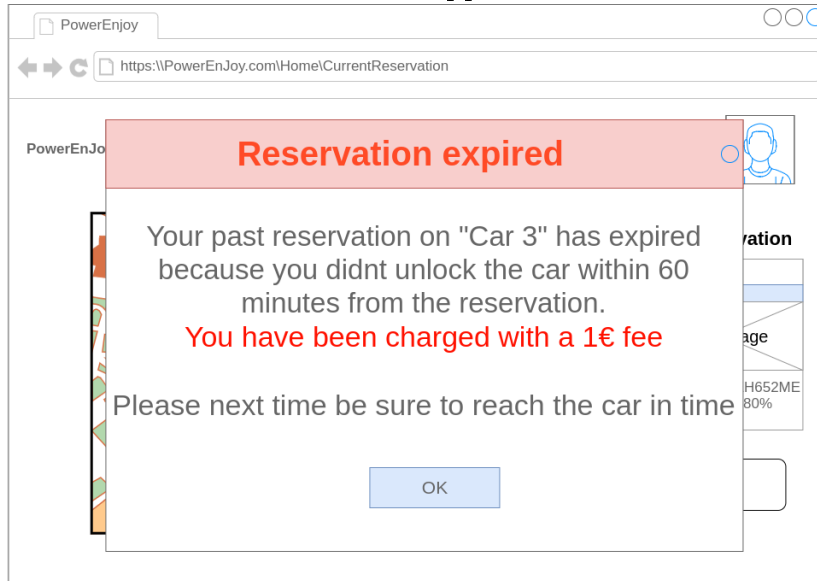 PowerEnjoy
https:\\PowerEnJoy.com\Home\CurrentReservation
PowerEnJo
Reservation expired
Your past reservation on "Car 3" has expired
because you didnt unlock the car within 60
minutes from the reservation.
You have been charged with a 1€ fee
Please next time be sure to reach the car in time
OK
vation
age
H652ME
80%